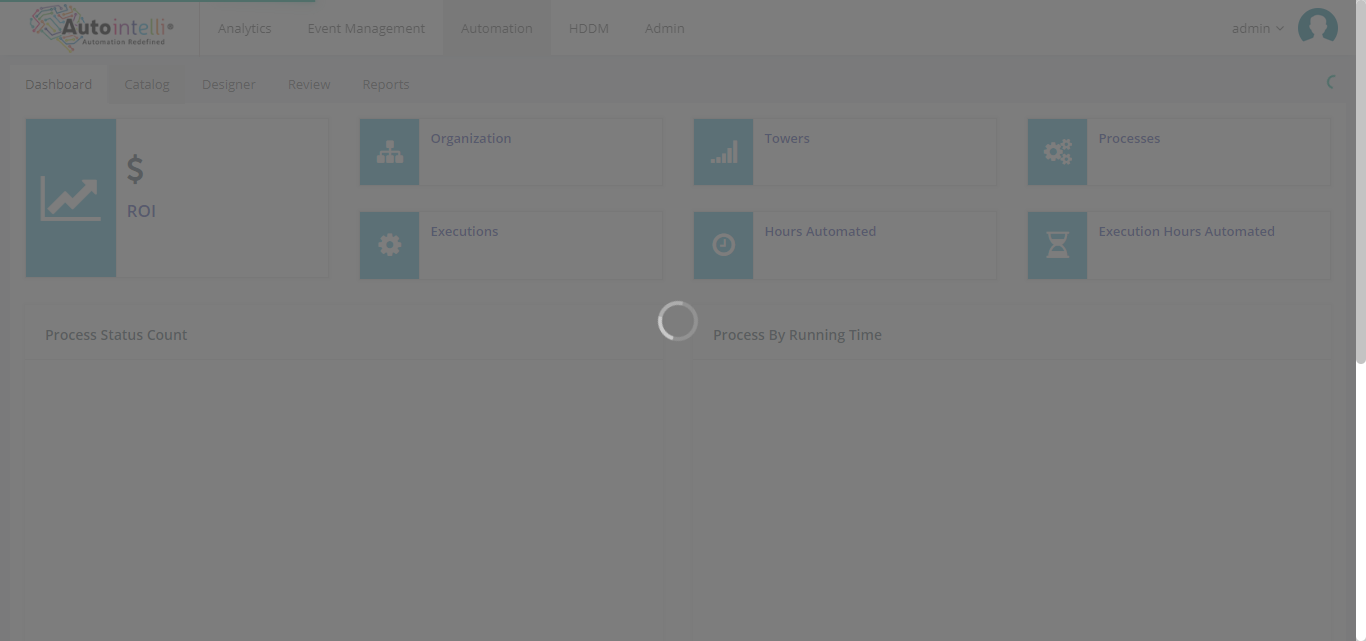 Autointelli
Automation Redefined
Analytics
Event Management
Automation
HDDM
Admin
admin
Dashboard
Catalog
Designer
Review
Reports
$
ROI
Organization
Towers
Processes
Executions
Hours Automated
Execution Hours Automated
Process Status Count
Process By Running Time